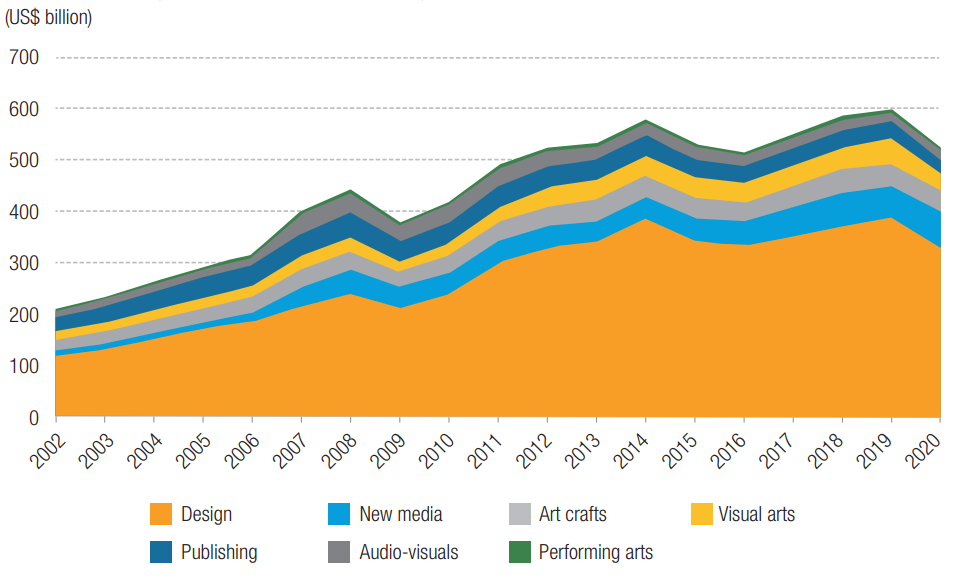 (US$ billion)
700
600
500
400
300
200
100
0
2002 2003 2004 2005 2006 2007 2008 2009 2010 2011 2012 2013 2014 2015 2016 2017 2018 2019 2020
Design New media Art crafts Visual arts
Publishing Audio-visuals Performing arts